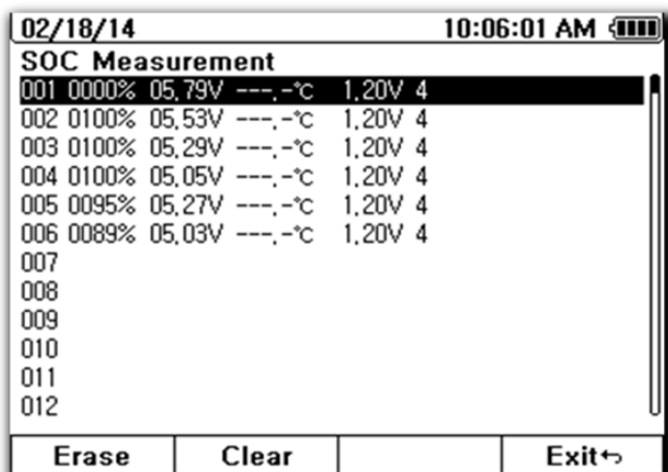 02/18/14 10:06:01 AM
SOC Measurement
001 0000% 05.79V ---.-℃ 1.20V 4
002 0100% 05.53V ---.-℃ 1.20V 4
003 0100% 05.29V ---.-℃ 1.20V 4
004 0100% 05.05V ---.-℃ 1.20V 4
005 0095% 05.27V ---.-℃ 1.20V 4
006 0089% 05.03V ---.-℃ 1.20V 4
007
008
009
010
011
012
Erase Clear Exit↩